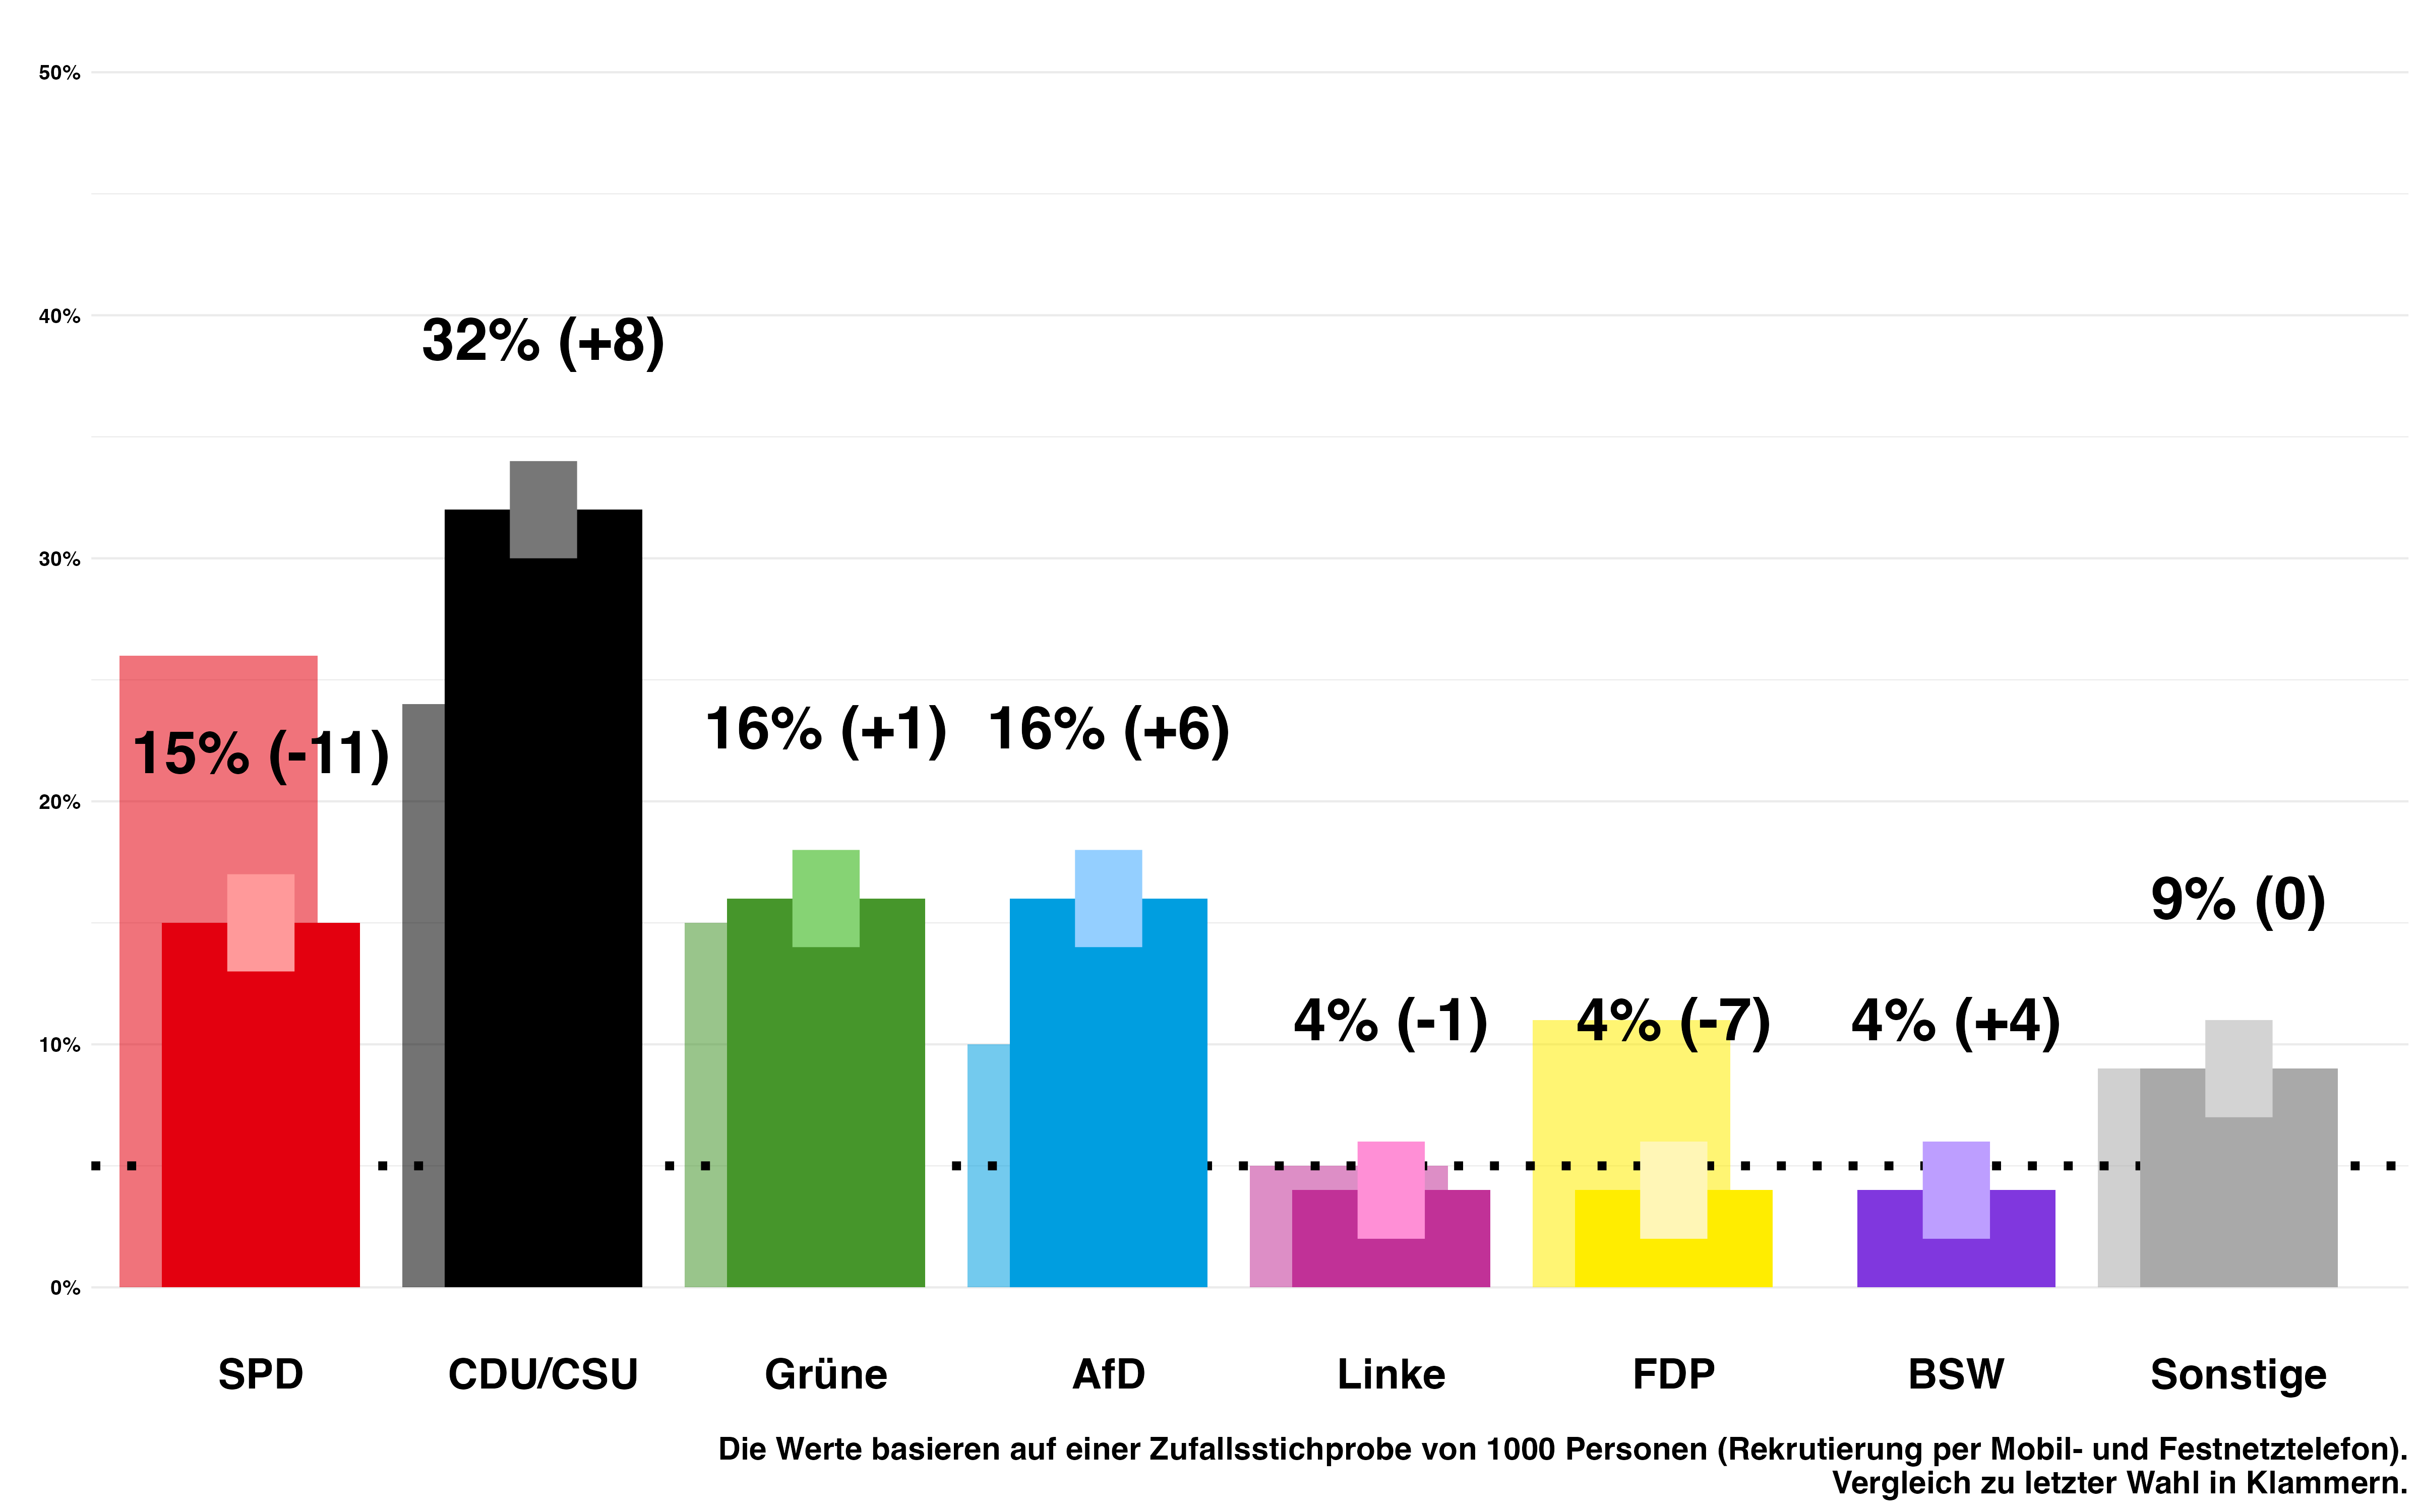 50%
40%
30%
20%
10%
0%
32% (+8)
15% (-11)
16% (+1)
16% (+6)
4% (-1)
4% (-7)
4% (+4)
9% (0)
SPD
CDU/CSU
Grüne
AfD
Linke
FDP
BSW
Sonstige
Die Werte basieren auf einer Zufallsstichprobe von 1000 Personen (Rekrutierung per Mobil- und Festnetztelefon).
Vergleich zu letzter Wahl in Klammern.